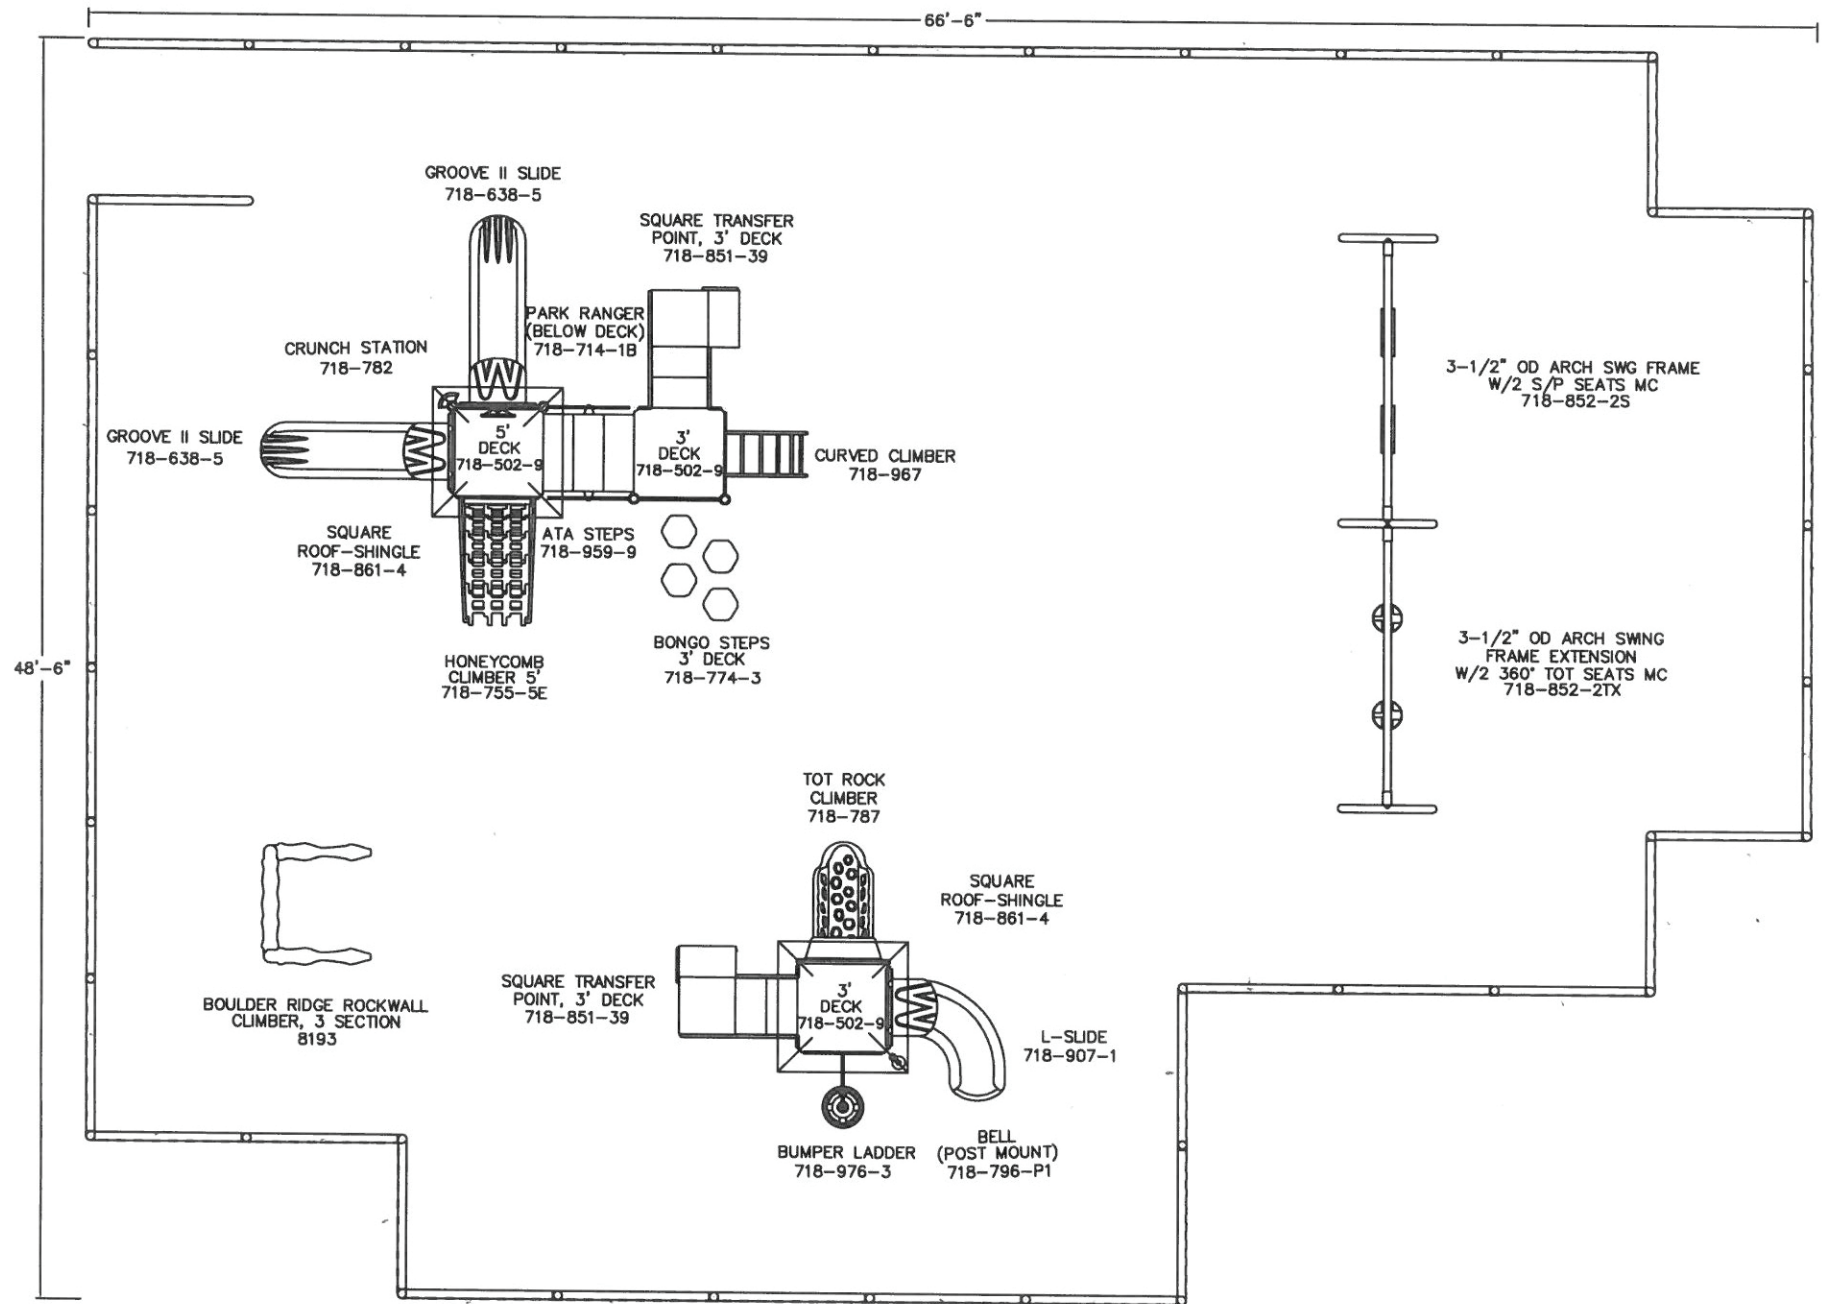 66'-6"
GROOVE II SLIDE
718-638-5
SQUARE TRANSFER
POINT, 3' DECK
718-851-39
PARK RANGER
(BELOW DECK)
718-714-1B
CRUNCH STATION
718-782
3-1/2" OD ARCH SWG FRAME
W/2 S/P SEATS MC
718-852-2S
GROOVE II SLIDE
718-638-5
5'
DECK
718-502-9
3'
DECK
718-502-9
CURVED CLIMBER
718-967
SQUARE
ROOF-SHINGLE
718-861-4
ATA STEPS
718-959-9
48'-6"
HONEYCOMB
CLIMBER 5'
718-755-5E
BONGO STEPS
3' DECK
718-774-3
3-1/2" OD ARCH SWING
FRAME EXTENSION
W/2 360° TOT SEATS MC
718-852-2TX
TOT ROCK
CLIMBER
718-787
SQUARE
ROOF-SHINGLE
718-861-4
BOULDER RIDGE ROCKWALL
CLIMBER, 3 SECTION
8193
SQUARE TRANSFER
POINT, 3' DECK
718-851-39
3'
DECK
718-502-9
L-SLIDE
718-907-1
BUMPER LADDER
718-976-3
BELL
(POST MOUNT)
718-796-P1